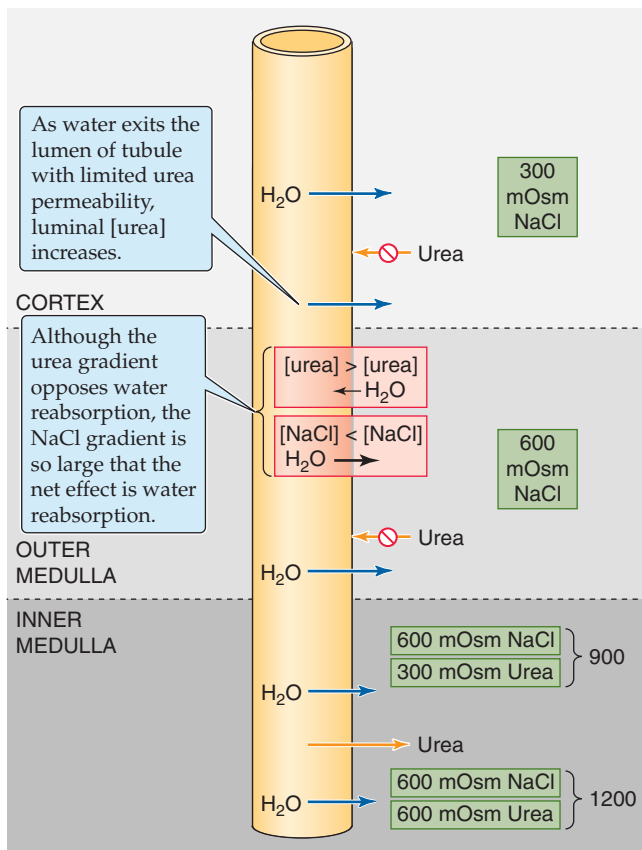 As water exits the
lumen of tubule
with limited urea
permeability,
luminal [urea]
increases.
H₂O
300
mOsm
NaCl
Urea
CORTEX
Although the
urea gradient
opposes water
reabsorption, the
NaCl gradient is
so large that the
net effect is water
reabsorption.
[urea] > [urea]
H₂O
[NaCl] < [NaCl]
H₂O
600
mOsm
NaCl
Urea
OUTER
MEDULLA
H₂O
INNER
MEDULLA
600 mOsm NaCl
300 mOsm Urea
900
H₂O
Urea
600 mOsm NaCl
600 mOsm Urea
1200
H₂O